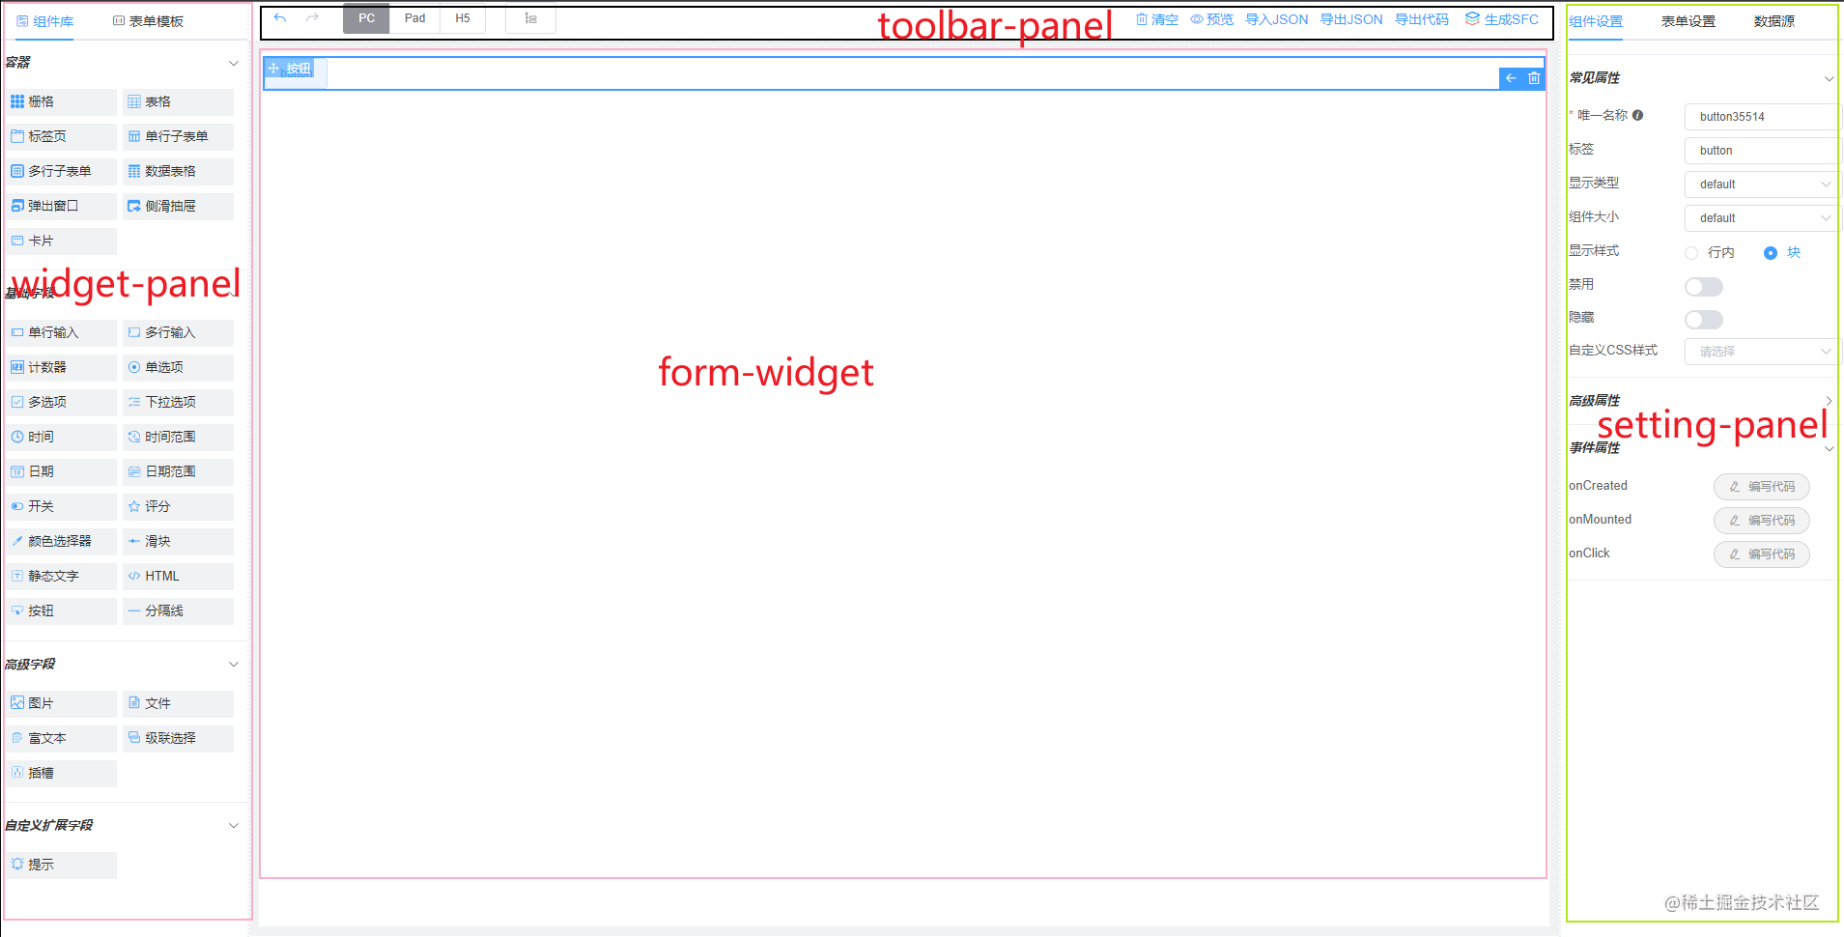 组件库
表单模板
PC
Pad
H5
toolbar-panel
清空
预览
导入JSON
导出JSON
导出代码
生成SFC
组件设置
表单设置
数据源
容器
栅格
表格
标签页
单行子表单
多行子表单
数据表格
弹出窗口
侧滑抽屉
卡片
widget-panel
基础字段
单行输入
多行输入
计数器
单选项
多选项
下拉选项
时间
时间范围
日期
日期范围
开关
评分
颜色选择器
滑块
静态文字
HTML
按钮
分隔线
高级字段
图片
文件
富文本
级联选择
插槽
自定义扩展字段
提示
按钮
form-widget
常见属性
* 唯一名称
button35514
标签
button
显示类型
default
组件大小
default
显示样式
行内
块
禁用
隐藏
自定义CSS样式
请选择
高级属性
setting-panel
事件属性
onCreated
编写代码
onMounted
编写代码
onClick
编写代码
@稀土掘金技术社区